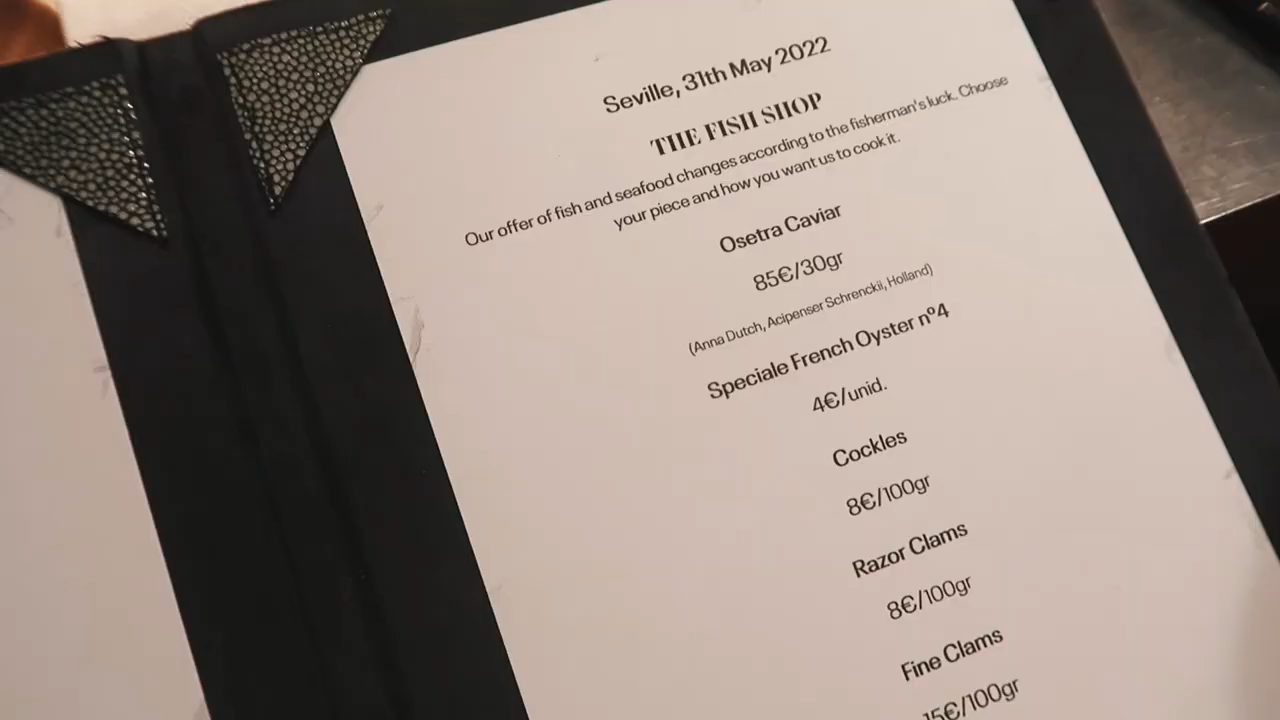 Seville, 31th May 2022
THE FISH SHOP
Our offer of fish and seafood changes according to the fisherman's luck. Choose
your piece and how you want us to cook it.
Osetra Caviar
85€/30gr
(Anna Dutch, Acipenser Schrenckii, Holland)
Speciale French Oyster nº4
4€/unid.
Cockles
8€/100gr
Razor Clams
8€/100gr
Fine Clams
15€/100gr